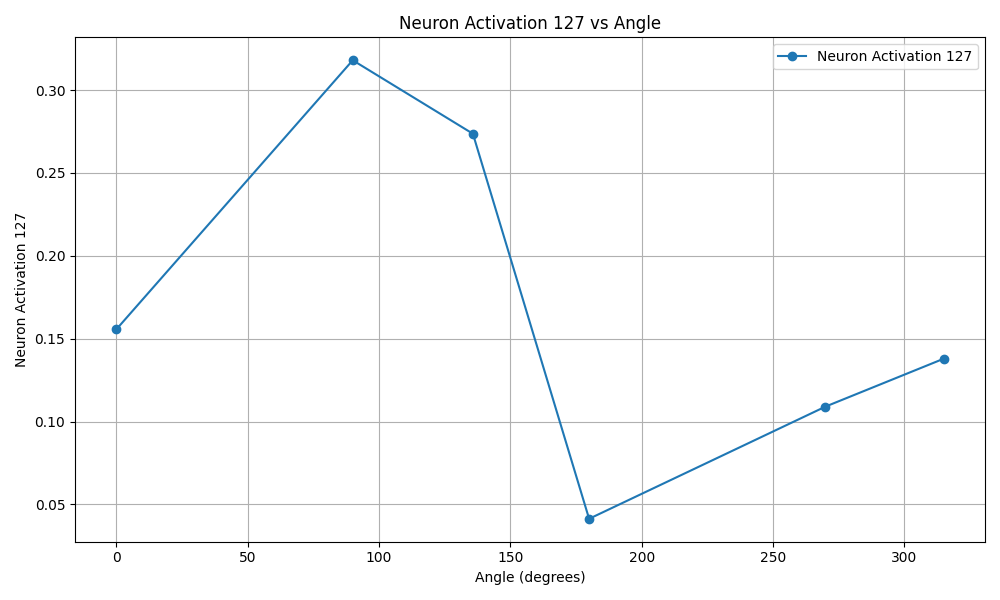 Neuron Activation 127 vs Angle
Neuron Activation 127
0.30
0.25
0.20
0.15
0.10
0.05
Neuron Activation 127
0 50 100 150 200 250 300
Angle (degrees)